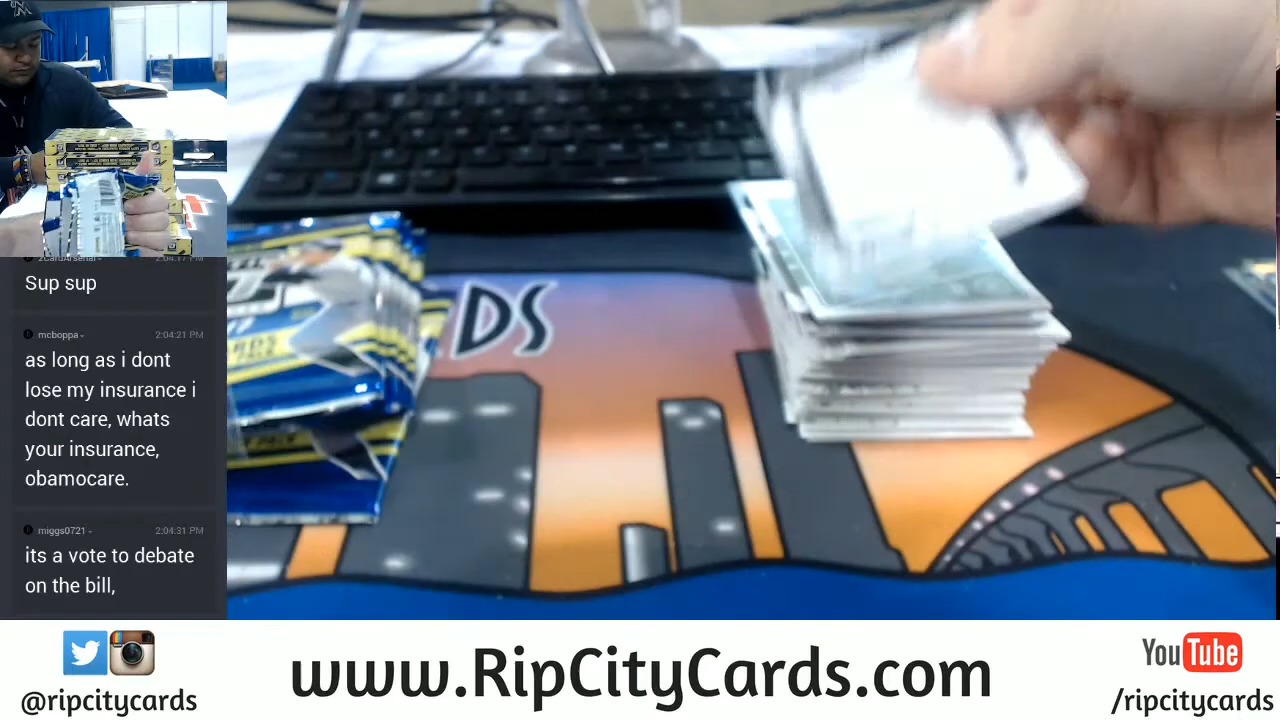 Sup sup
mcboppa
2:04:21 PM
as long as i dont
lose my insurance i
dont care, whats
your insurance,
obamocare.
miggs0721
2:04:31 PM
its a vote to debate
on the bill,
DS
www.RipCityCards.com
@ripcitycards
You Tube
/ripcitycards